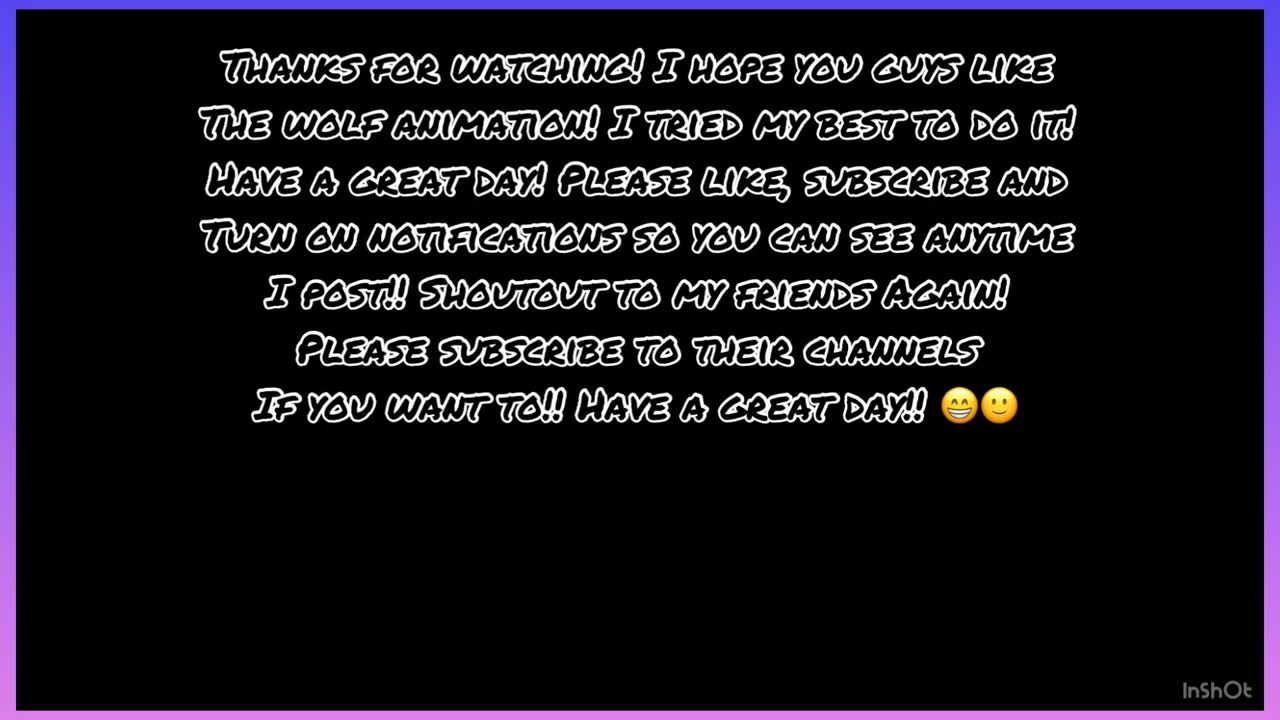 Thanks for watching! I hope you guys like
The wolf animation! I tried my best to do it!
Have a great day! Please like, subscribe and
Turn on notifications so you can see anytime
I post!! Shoutout to my friends Again!
Please subscribe to their channels
If you want to!! Have a great day!! 😁🙂
InShOt